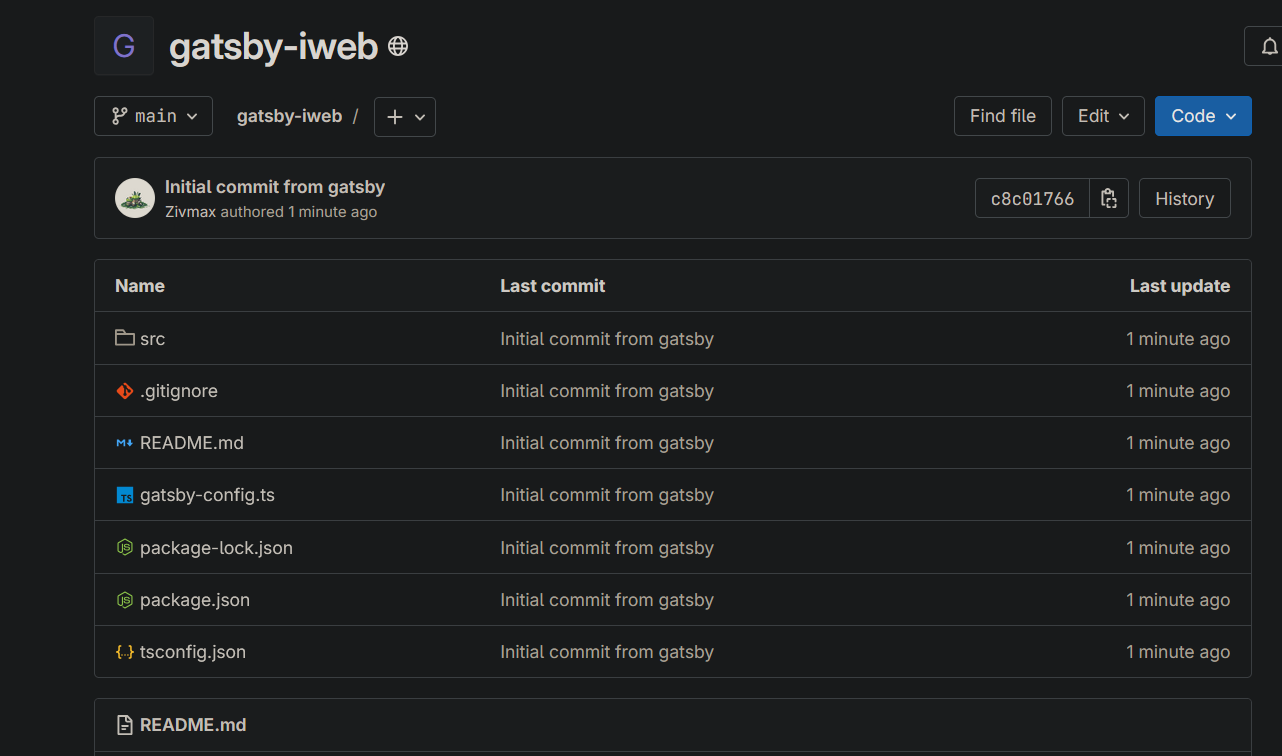 G gatsby-iweb
main gatsby-iweb / Find file Edit Code
Initial commit from gatsby
Zivmax authored 1 minute ago
c8c01766 History
Name Last commit Last update
src Initial commit from gatsby 1 minute ago
.gitignore Initial commit from gatsby 1 minute ago
README.md Initial commit from gatsby 1 minute ago
gatsby-config.ts Initial commit from gatsby 1 minute ago
package-lock.json Initial commit from gatsby 1 minute ago
package.json Initial commit from gatsby 1 minute ago
tsconfig.json Initial commit from gatsby 1 minute ago
README.md